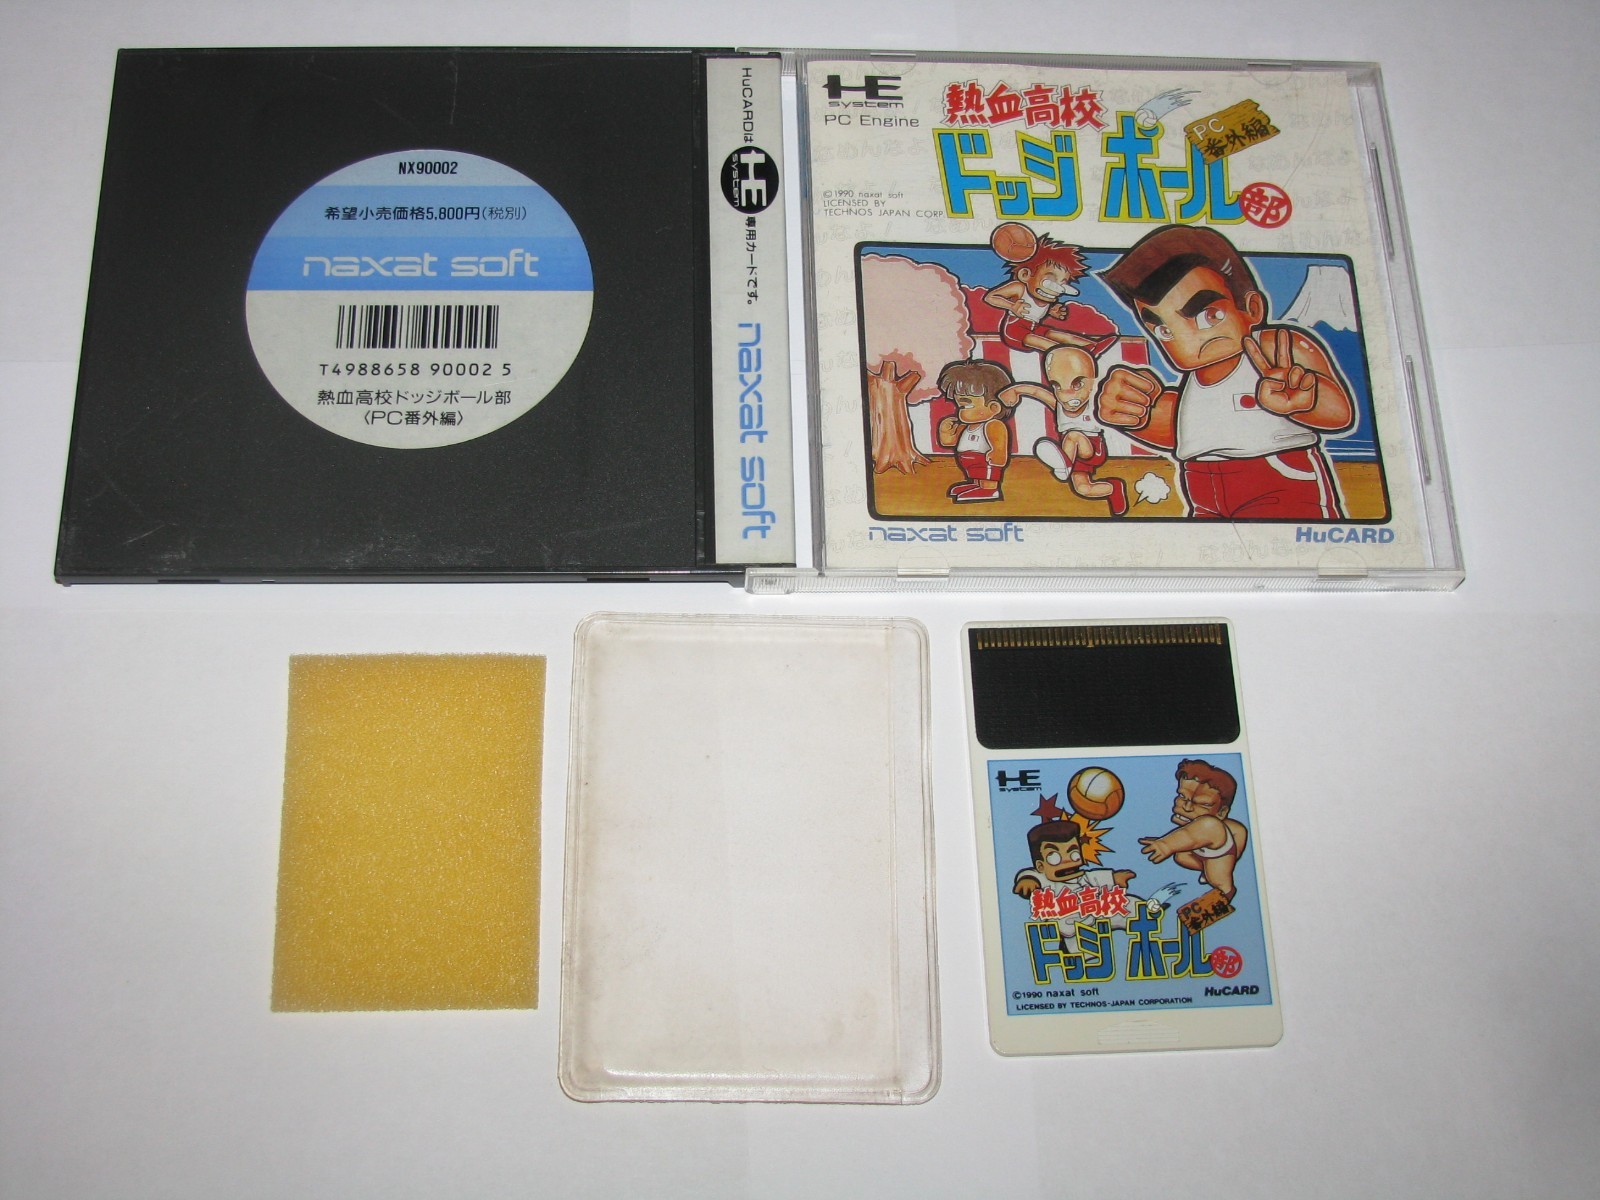 NX90002
希望小売価格5,800円(税別)
naxat soft
T4988658 90002 5
熱血高校ドッジボール部
〈PC番外編〉
HuCARDは
HE
system
専用カードです。
naxat soft
HE
system
PC Engine
熱血高校
ドッジボール部
PC
番外編
©1990 naxat soft
LICENSED BY
TECHNOS JAPAN CORP.
naxat soft
HuCARD
HE
system
熱血高校
ドッジボール部
PC
番外編
©1990 naxat soft
HuCARD
LICENSED BY TECHNOS-JAPAN CORPORATION